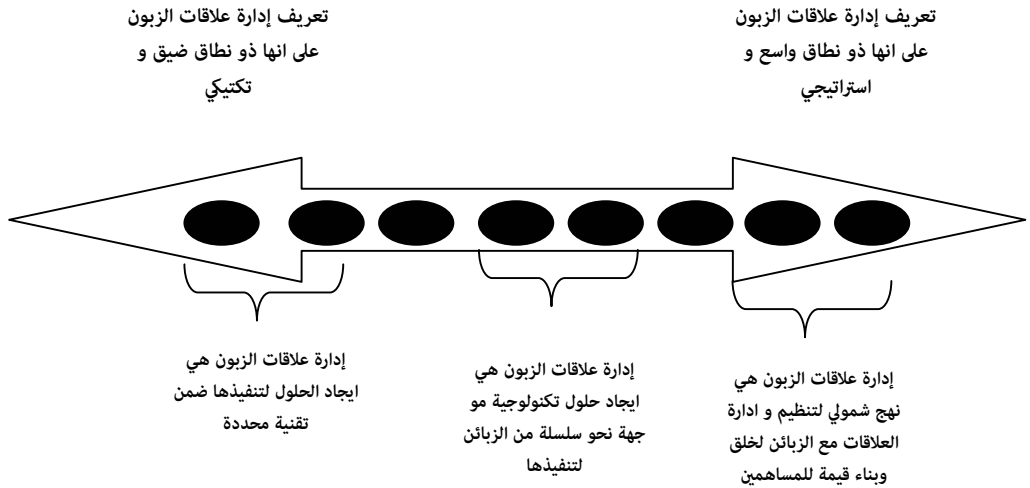 تعريف إدارة علاقات الزبون
على انها ذو نطاق واسع و
استراتيجي
تعريف إدارة علاقات الزبون
على انها ذو نطاق ضيق و
تكتيكي
إدارة علاقات الزبون هي
نهج شمولي لتنظيم و ادارة
العلاقات مع الزبائن لخلق
وبناء قيمة للمساهمين
إدارة علاقات الزبون هي
ايجاد حلول تكنولوجية مو
جهة نحو سلسلة من الزبائن
لتنفيذها
إدارة علاقات الزبون هي
ايجاد الحلول لتنفيذها ضمن
تقنية محددة